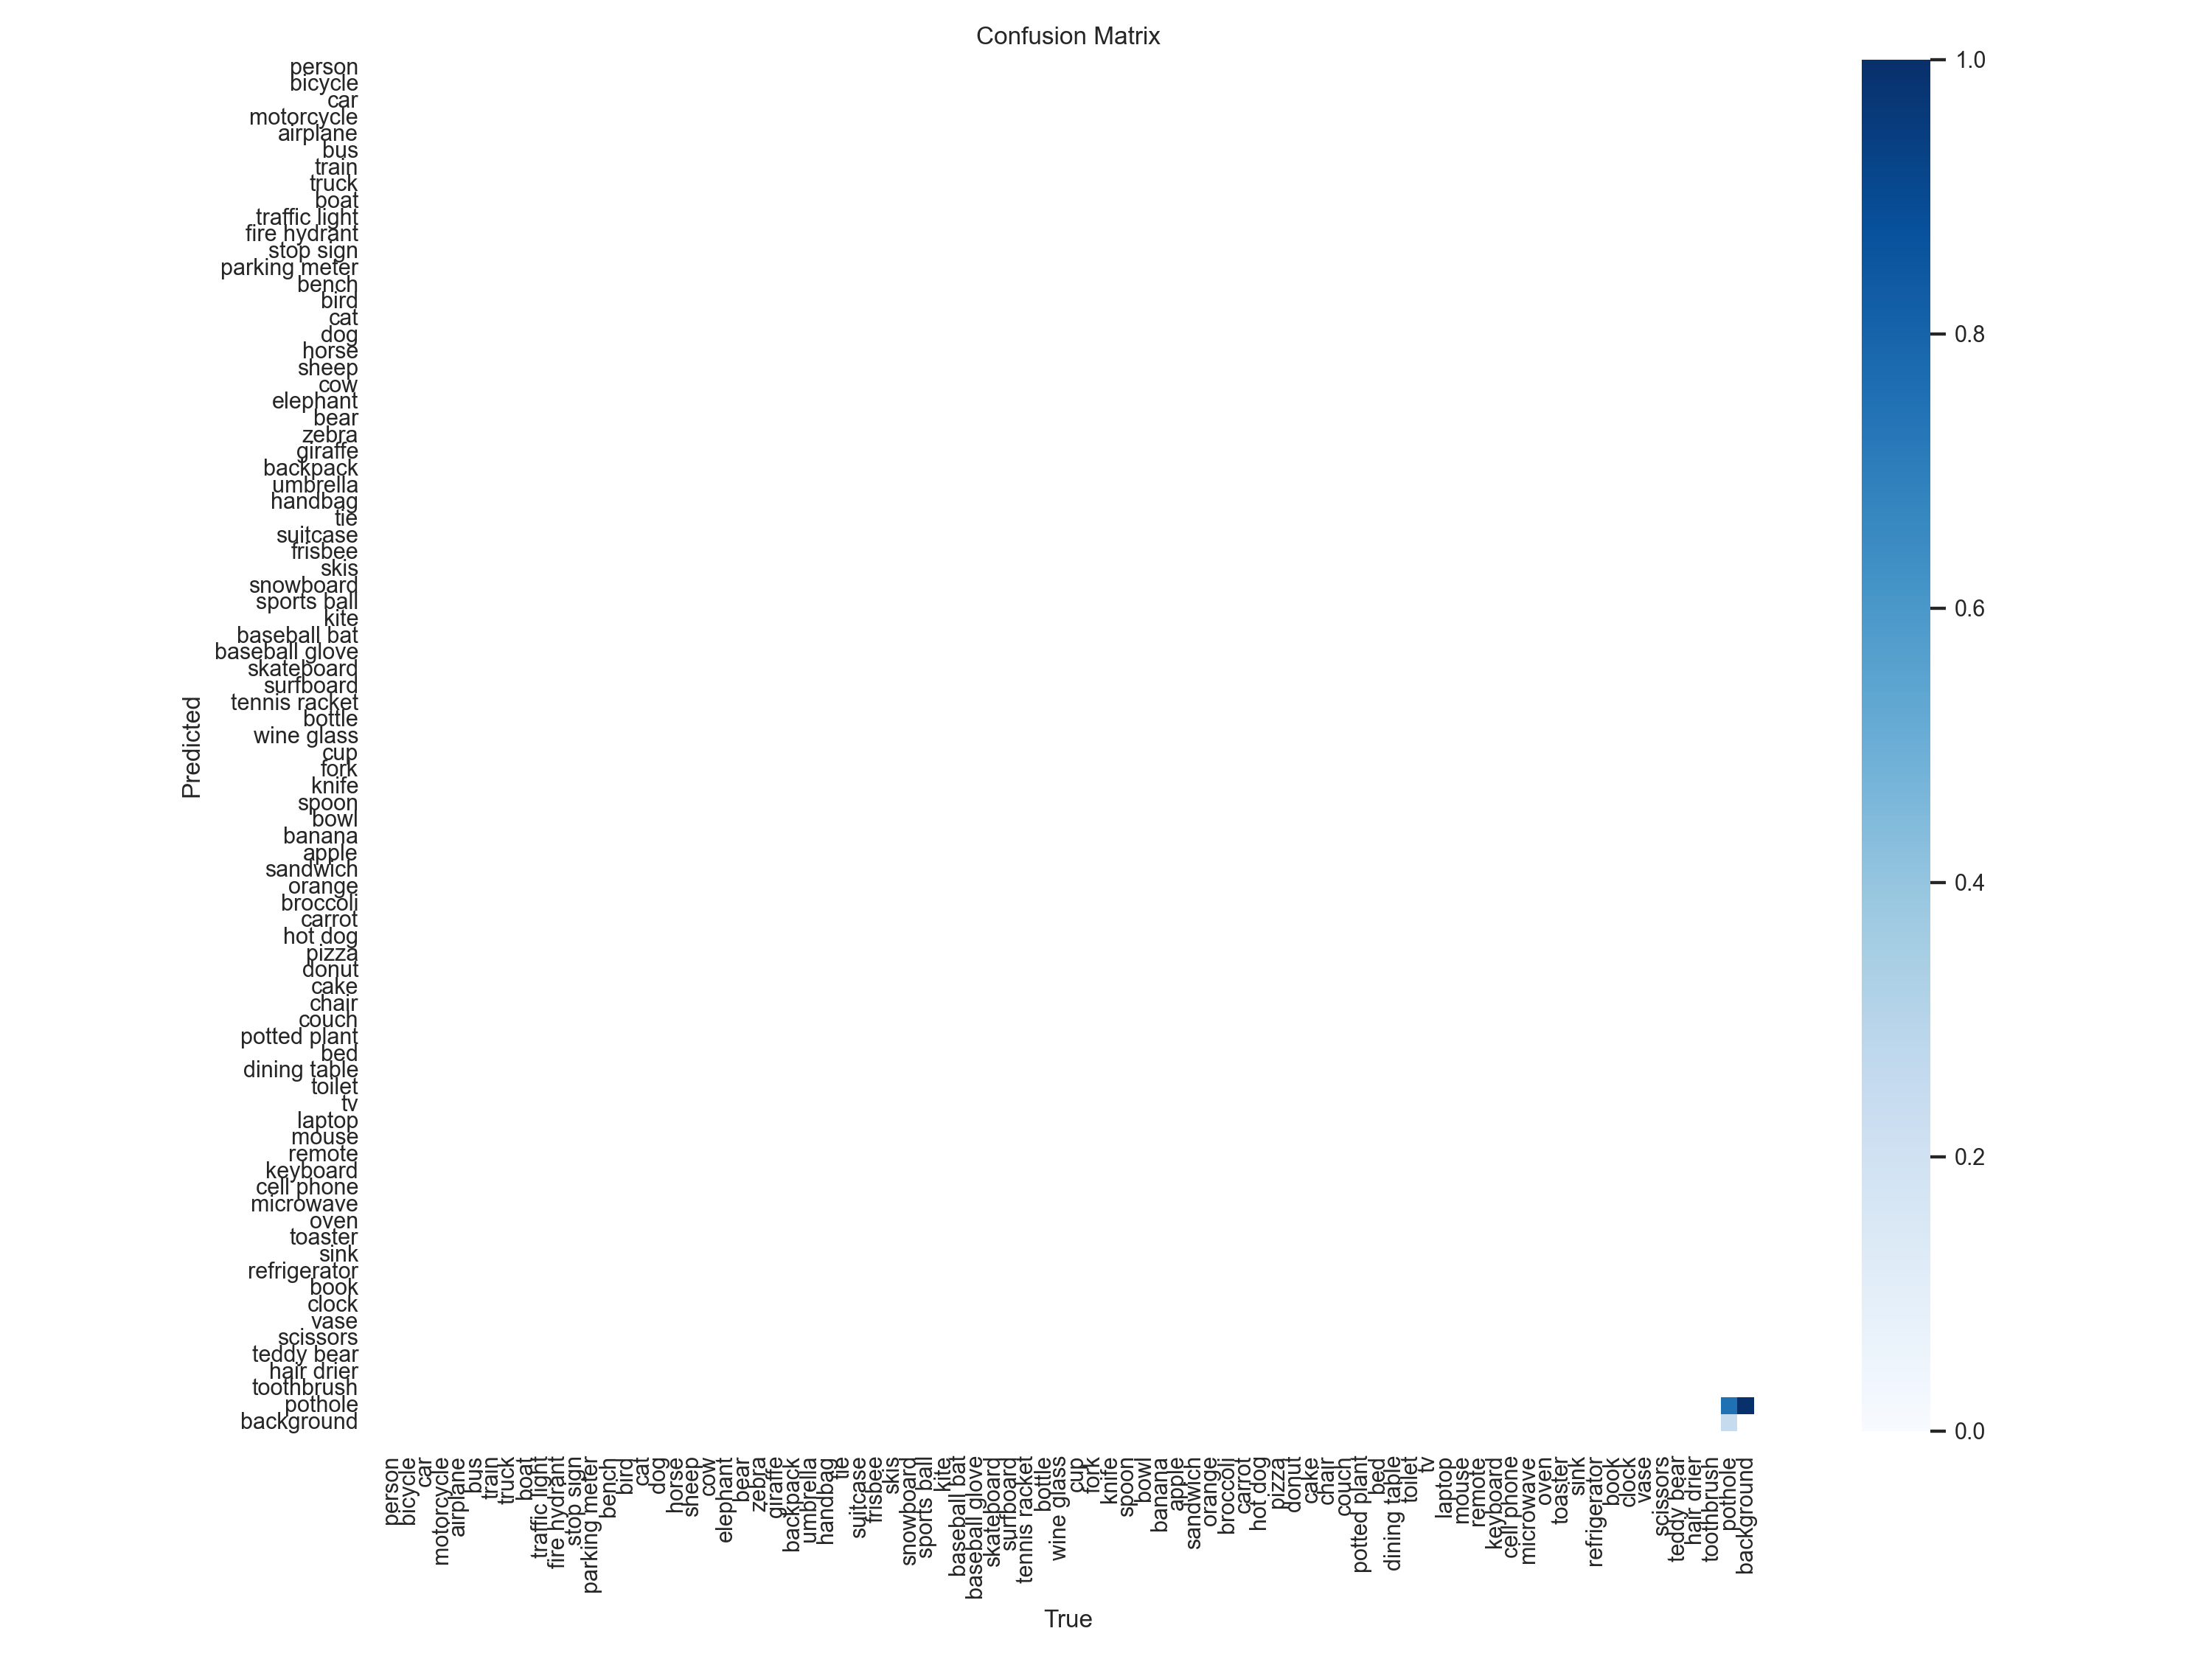 Confusion Matrix
person
bicycle
car
motorcycle
airplane
bus
train
truck
boat
traffic light
fire hydrant
stop sign
parking meter
bench
bird
cat
dog
horse
sheep
cow
elephant
bear
zebra
giraffe
backpack
umbrella
handbag
tie
suitcase
frisbee
skis
snowboard
sports ball
kite
baseball bat
baseball glove
skateboard
surfboard
tennis racket
bottle
wine glass
cup
fork
knife
spoon
bowl
banana
apple
sandwich
orange
broccoli
carrot
hot dog
pizza
donut
cake
chair
couch
potted plant
bed
dining table
toilet
tv
laptop
mouse
remote
keyboard
cell phone
microwave
oven
toaster
sink
refrigerator
book
clock
vase
scissors
teddy bear
hair drier
toothbrush
pothole
background
Predicted
person
bicycle
car
motorcycle
airplane
bus
train
truck
boat
traffic light
fire hydrant
stop sign
parking meter
bench
bird
cat
dog
horse
sheep
cow
elephant
bear
zebra
giraffe
backpack
umbrella
handbag
tie
suitcase
frisbee
skis
snowboard
sports ball
kite
baseball bat
baseball glove
skateboard
surfboard
tennis racket
bottle
wine glass
cup
fork
knife
spoon
bowl
banana
apple
sandwich
orange
broccoli
carrot
hot dog
pizza
donut
cake
chair
couch
potted plant
bed
dining table
toilet
tv
laptop
mouse
remote
keyboard
cell phone
microwave
oven
toaster
sink
refrigerator
book
clock
vase
scissors
teddy bear
hair drier
toothbrush
pothole
background
True
1.0
0.8
0.6
0.4
0.2
0.0